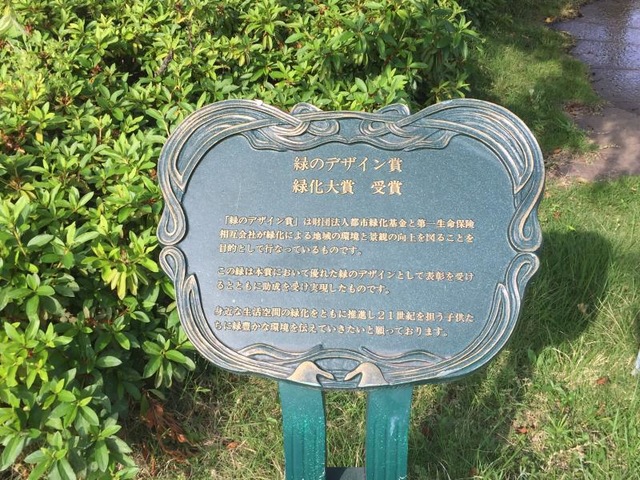 緑のデザイン賞
緑化大賞　受賞
「緑のデザイン賞」は財団法人都市緑化基金と第一生命保険
相互会社が緑化による地域の環境と景観の向上を図ることを
目的として行なっているものです。
この緑は本賞において優れた緑のデザインとして表彰を受け
るとともに助成を受け実現したものです。
身近な生活空間の緑化をともに推進し21世紀を担う子供た
ちに緑豊かな環境を伝えていきたいと願っております。